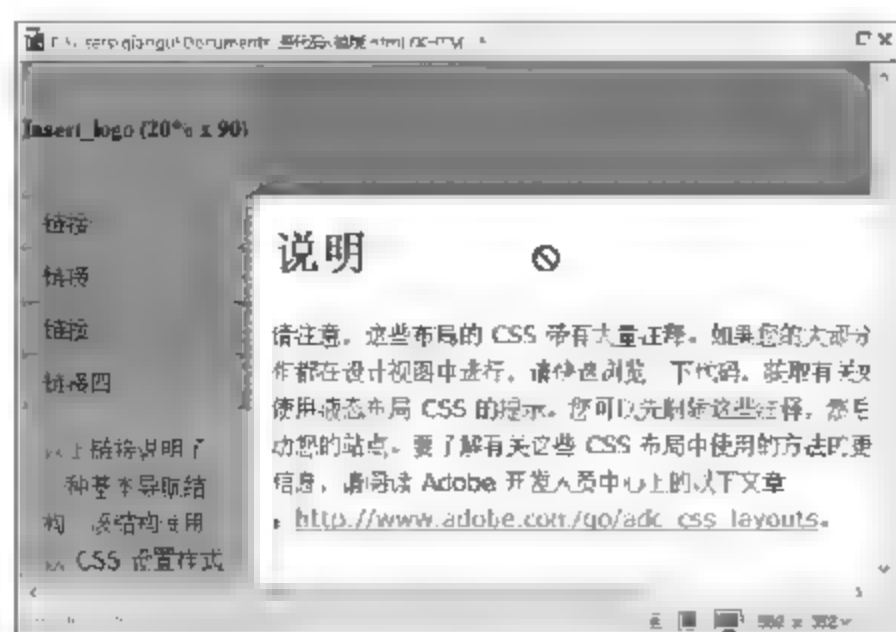 Insert_logo (20% x 90)
链接
链接
链接
链接四
说明
请注意，这些布局的 CSS 带有大量注释。如果您的大部分
作都在设计视图中进行，请快速浏览一下代码，获取有关
使用液态布局 CSS 的提示。您可以先删除这些注释，然后
动您的站点。要了解有关这些 CSS 布局中使用的方法的更
信息，请阅读 Adobe 开发人员中心上的以下文章
。http://www.adobe.com/go/adc_css_layouts。
以上链接说明了
一种基本导航结
构，该结构使用
以 CSS 设置样式